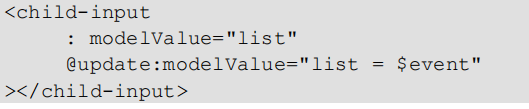 <child-input
: modelValue="list"
@update:modelValue="list = $event"
></child-input>